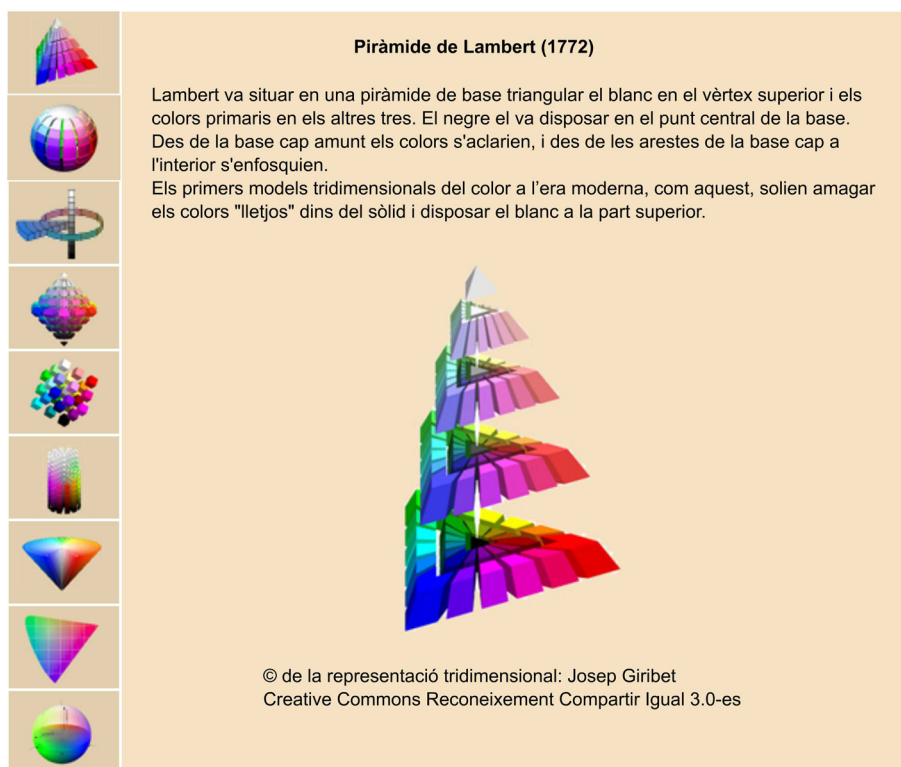 Piràmide de Lambert (1772)
Lambert va situar en una piràmide de base triangular el blanc en el vèrtex superior i els
colors primaris en els altres tres. El negre el va disposar en el punt central de la base.
Des de la base cap amunt els colors s'aclarien, i des de les arestes de la base cap a
l'interior s'enfosquien.
Els primers models tridimensionals del color a l’era moderna, com aquest, solien amagar
els colors "lletjos" dins del sòlid i disposar el blanc a la part superior.
© de la representació tridimensional: Josep Giribet
Creative Commons Reconeixement Compartir Igual 3.0-es